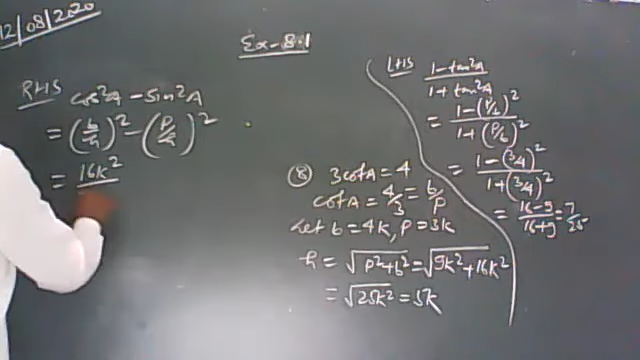 12/08/2020
Ex-8.1
RHS cos²A - sin²A
= (b/h)² - (P/h)²
= 16k²
⑧ 3cotA = 4
cotA = 4/3 = b/P
Let b = 4k, P = 3k
h = √P²+b² = √9k²+16k²
= √25k² = 5k
LHS 1-tan²A / 1+tan²A
= 1-(P/b)² / 1+(P/b)²
= 1-(3/4)² / 1+(3/4)²
= 16-9 / 16+9 = 7/25